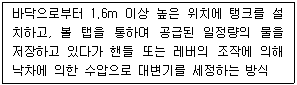 바닥으로부터 1,6m 이상 높은 위치에 탱크를 설
치하고, 볼 탭을 통하여 공급된 일정량의 물을
저장하고 있다가 핸들 또는 레버의 조작에 의해
낙차에 의한 수압으로 대변기를 세정하는 방식